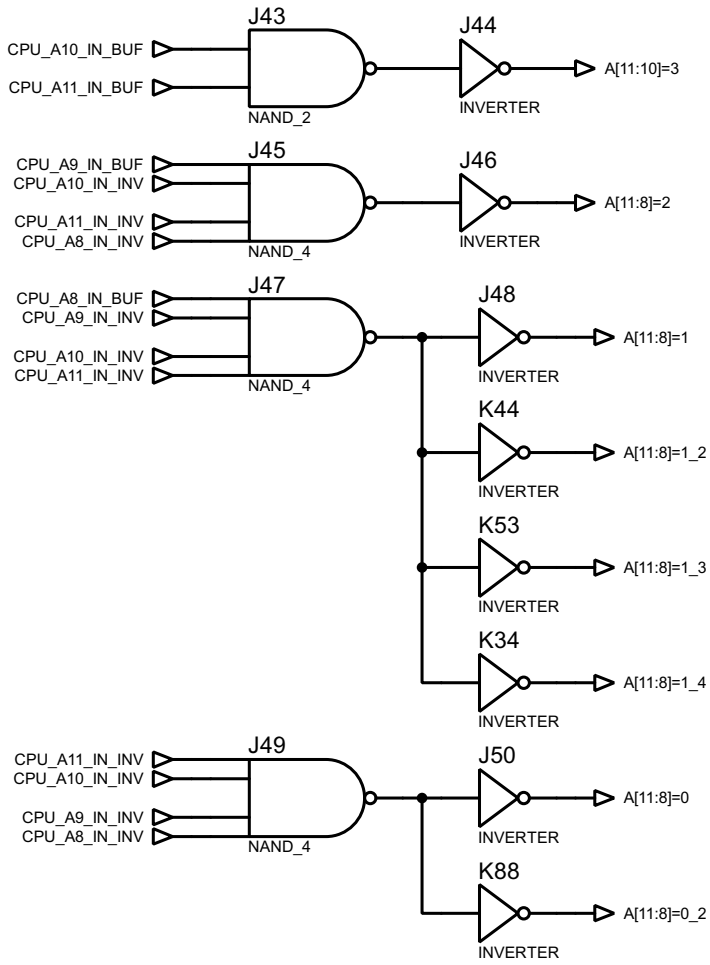 J43
CPU_A10_IN_BUF
CPU_A11_IN_BUF
NAND_2
J44
INVERTER
A[11:10]=3
J45
CPU_A9_IN_BUF
CPU_A10_IN_INV
CPU_A11_IN_INV
CPU_A8_IN_INV
NAND_4
J46
INVERTER
A[11:8]=2
J47
CPU_A8_IN_BUF
CPU_A9_IN_INV
CPU_A10_IN_INV
CPU_A11_IN_INV
NAND_4
J48
INVERTER
A[11:8]=1
K44
INVERTER
A[11:8]=1_2
K53
INVERTER
A[11:8]=1_3
K34
INVERTER
A[11:8]=1_4
J49
CPU_A11_IN_INV
CPU_A10_IN_INV
CPU_A9_IN_INV
CPU_A8_IN_INV
NAND_4
J50
INVERTER
A[11:8]=0
K88
INVERTER
A[11:8]=0_2